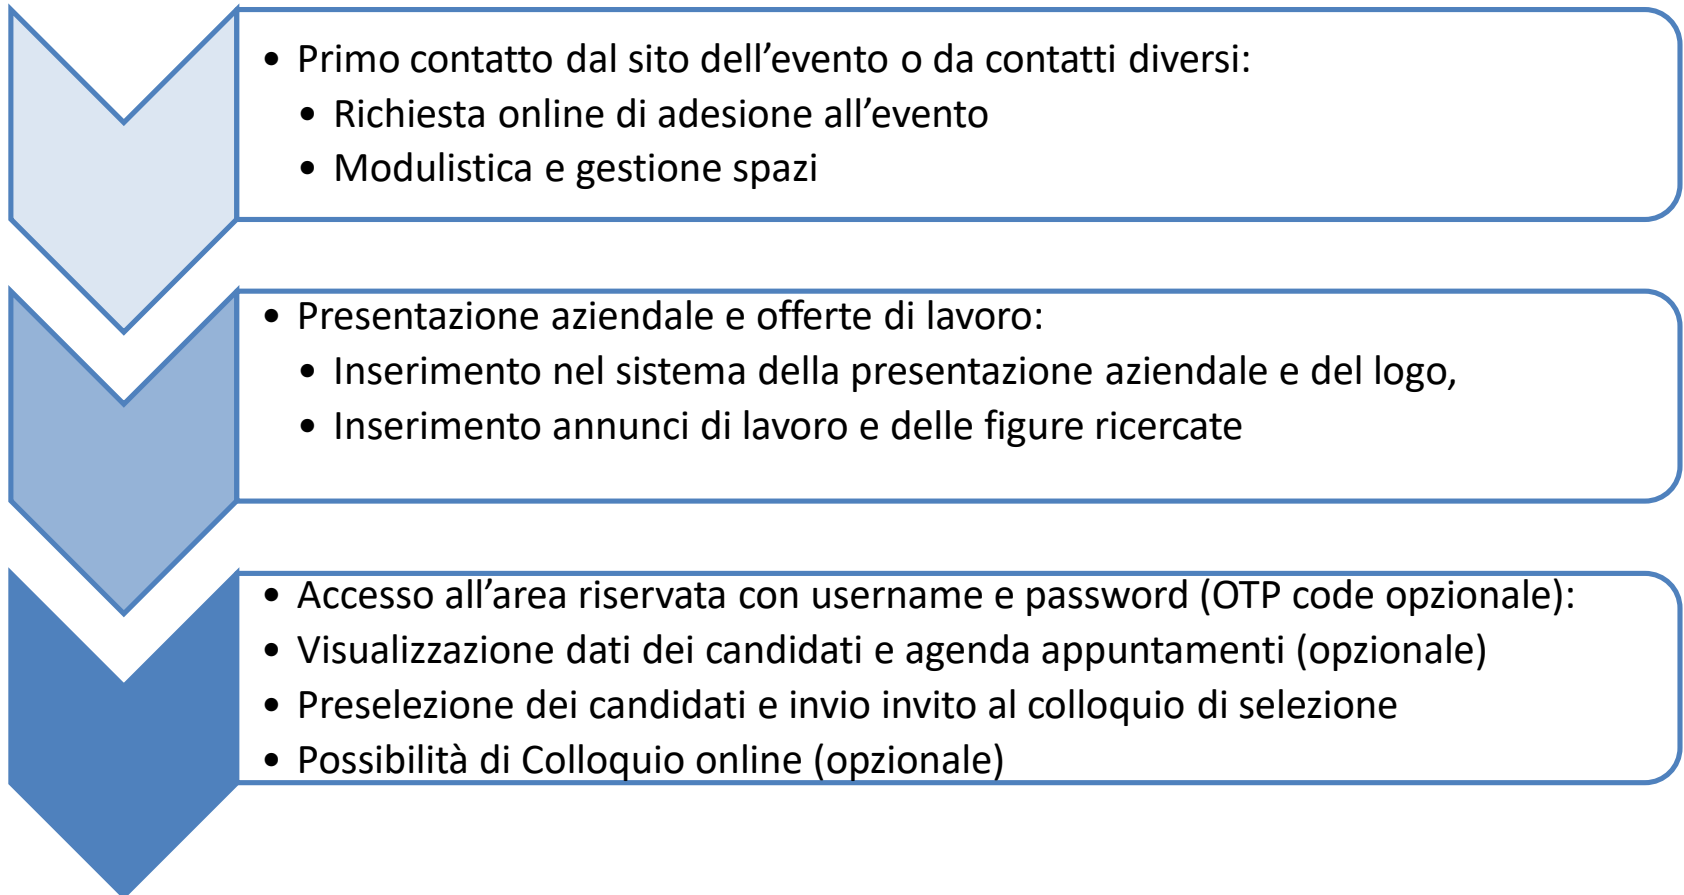 • Primo contatto dal sito dell’evento o da contatti diversi:
• Richiesta online di adesione all’evento
• Modulistica e gestione spazi
• Presentazione aziendale e offerte di lavoro:
• Inserimento nel sistema della presentazione aziendale e del logo,
• Inserimento annunci di lavoro e delle figure ricercate
• Accesso all’area riservata con username e password (OTP code opzionale):
• Visualizzazione dati dei candidati e agenda appuntamenti (opzionale)
• Preselezione dei candidati e invio invito al colloquio di selezione
• Possibilità di Colloquio online (opzionale)